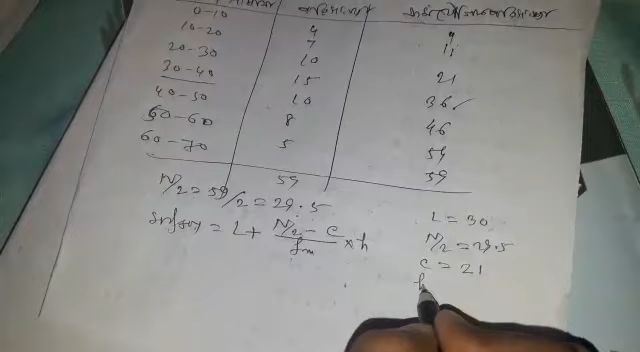 0-10 4 4
10-20 7 11
20-30 10 21
30-40 15 36✓
40-50 10 46
50-60 8 54
60-70 5 59
59
N/2 = 59/2 = 29.5
= L + N/2 - C / fm × h
L = 30
N/2 = 29.5
C = 21
f